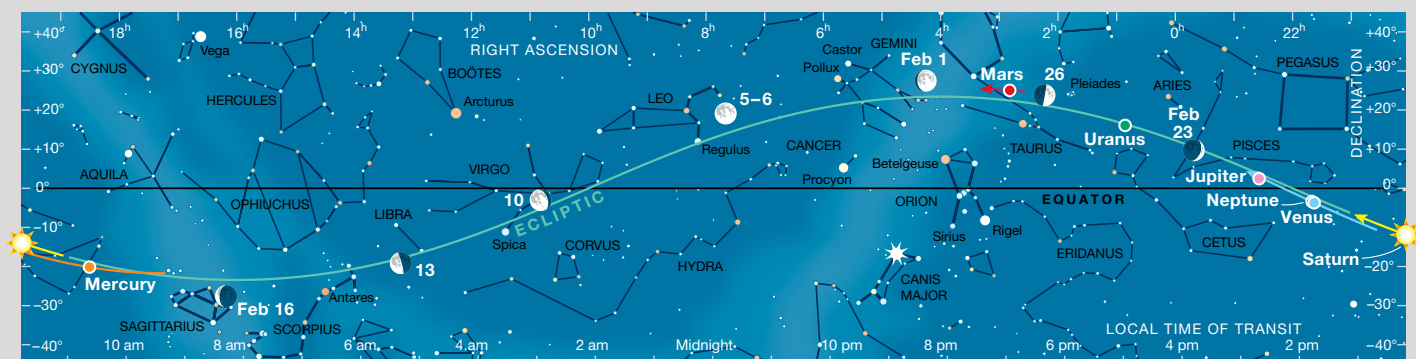 +40° 18h 16h RIGHT ASCENSION 10h 8h 6h 4h 2h 0h 22h +40°
Vega
CYGNUS
HERCULES
BOÖTES
Arcturus
LEO
5–6
Regulus
Castor
GEMINI
Pollux
Feb 1
Mars
26
Pleiades
ARIES
PEGASUS
DECLINATION
+30° +30°
+20° +20°
+10° +10°
0° 0°
–10°
–20° –20°
–30° –30°
–40° –40°
Feb
23
Uranus
TAURUS
PISCES
AQUILA
OPHIUCHUS
VIRGO
LIBRA
10
ECLIPTIC
Spica
CORVUS
HYDRA
CANCER
Procyon
Betelgeuse
ORION
Sirius
Rigel
EQUATOR
Jupiter
Neptune
Venus
Saturn
ERIDANUS
CETUS
CANIS
MAJOR
Mercury
13
Feb 16
SAGITTARIUS
Antares
SCORPIUS
LOCAL TIME OF TRANSIT
10 am 8 am 6 am 4 am 2 am Midnight 10 pm 8 pm 6 pm 4 pm 2 pm